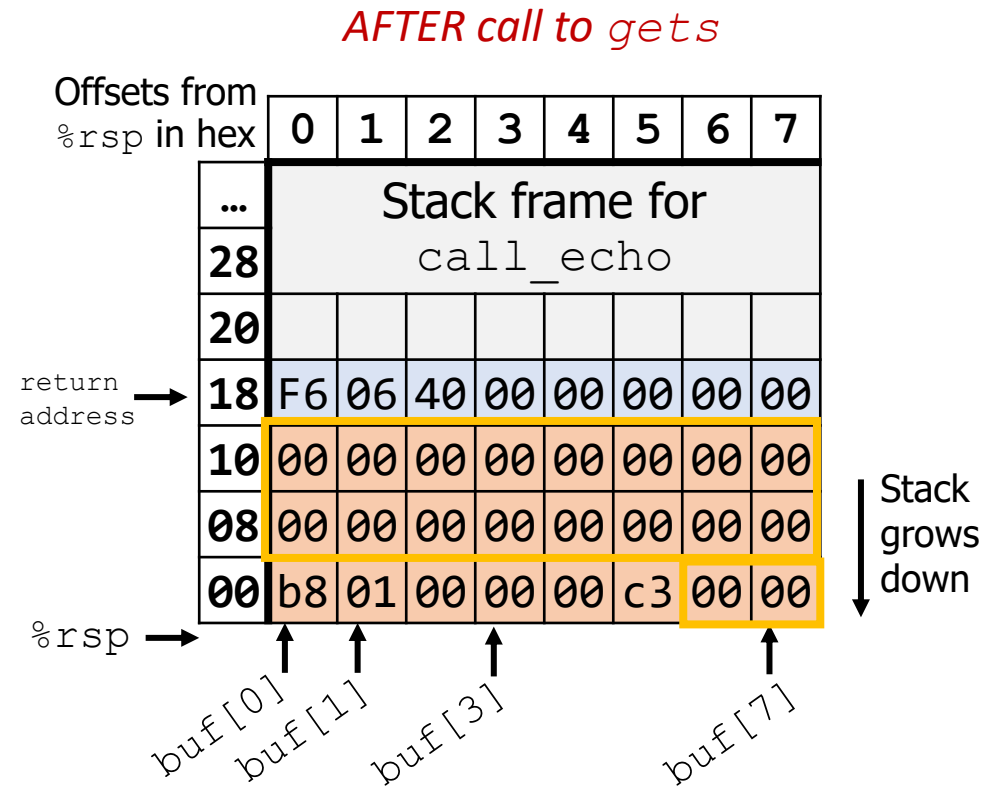 AFTER call to gets
Offsets from
%rsp in hex
0 1 2 3 4 5 6 7
… Stack frame for
28 call_echo
20
return
address
18 F6 06 40 00 00 00 00 00
10 00 00 00 00 00 00 00 00
08 00 00 00 00 00 00 00 00
00 b8 01 00 00 00 c3 00 00
Stack
grows
down
%rsp
buf[0]
buf[1]
buf[3]
buf[7]